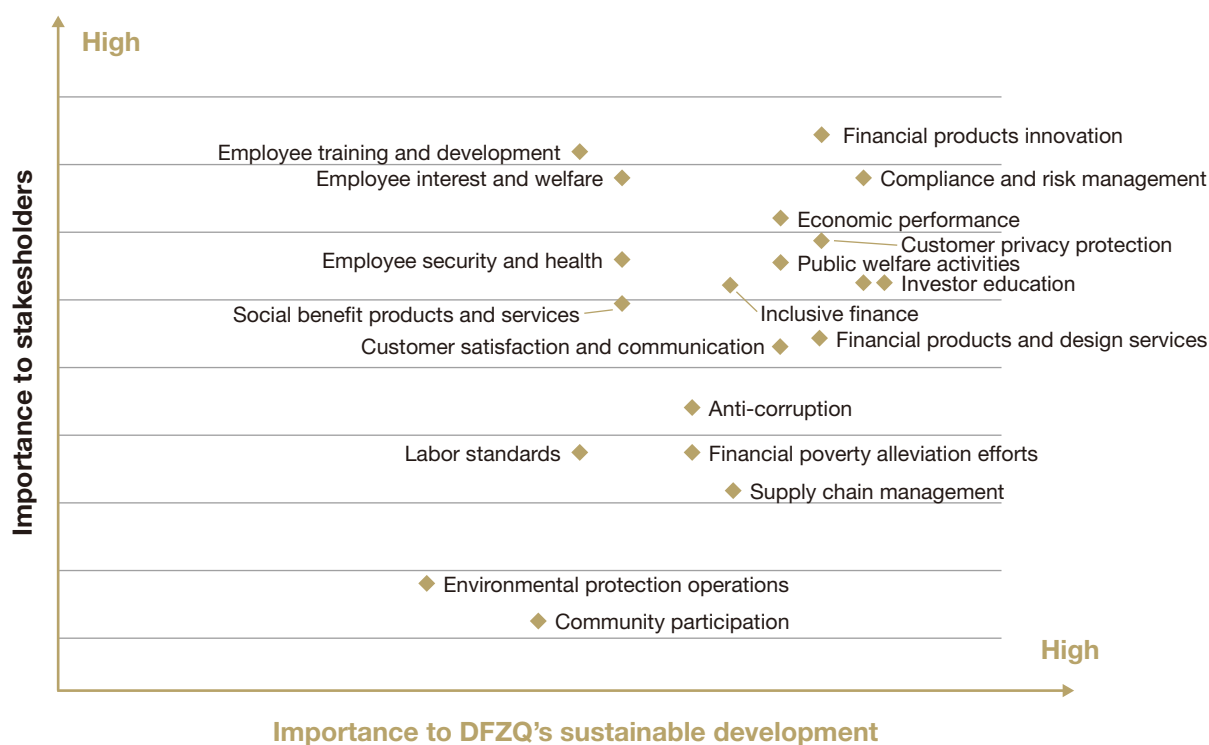 High
Financial products innovation
Employee training and development
Employee interest and welfare
Compliance and risk management
Economic performance
Customer privacy protection
Employee security and health
Public welfare activities
Investor education
Social benefit products and services
Inclusive finance
Financial products and design services
Customer satisfaction and communication
Anti-corruption
Labor standards
Financial poverty alleviation efforts
Supply chain management
Environmental protection operations
Community participation
Importance to stakesholders
High
Importance to DFZQ's sustainable development